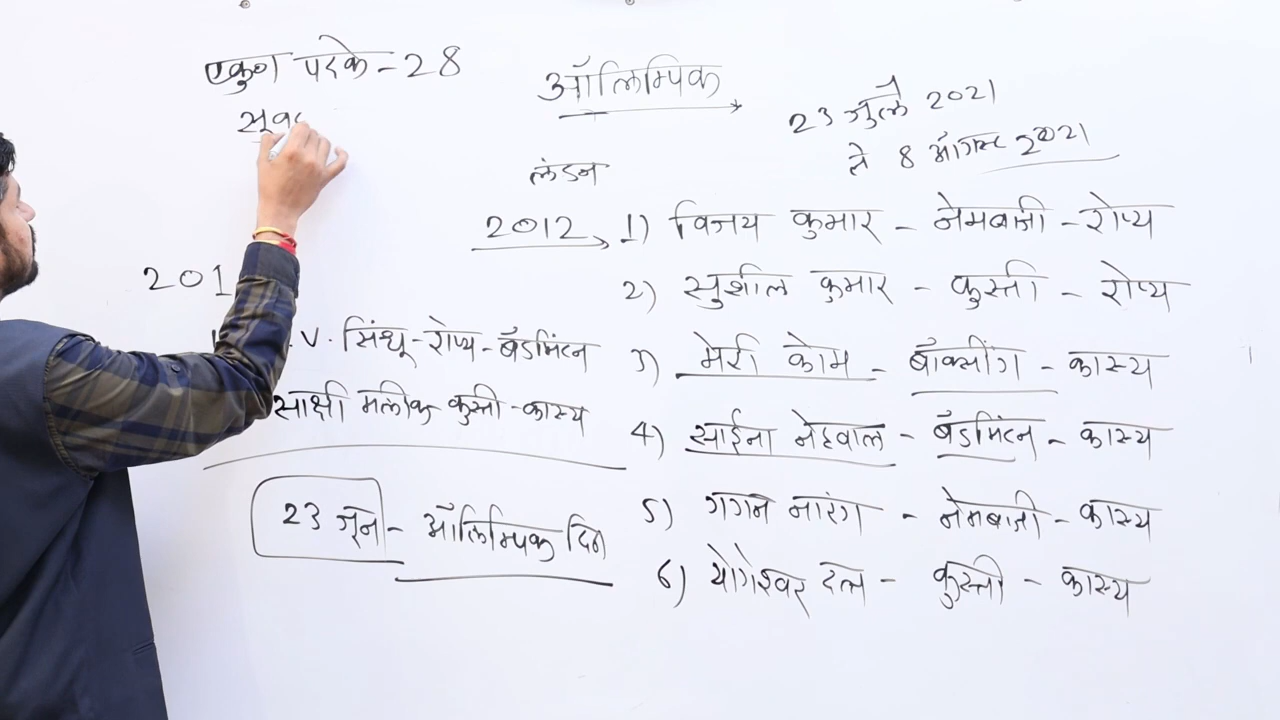 एकुण पदके - 28
सुव
ऑलिम्पिक
23 जुलै 2021
ते 8 ऑगस्ट 2021
लंडन
2012 → 1) विजय कुमार - नेमबाजी - रोप्य
2) सुशील कुमार - कुस्ती - रोप्य
3) मेरी कोम - बॉक्सींग - कास्य
4) साईना नेहवाल - बॅडमिंटन - कास्य
5) गगन नारंग - नेमबाजी - कास्य
6) योगेश्वर दत्त - कुस्ती - कास्य
201
.V. सिंधू - रोप्य - बॅडमिंटन
साक्षी मलीक कुस्ती - कास्य
23 जून - ऑलिम्पिक दिन